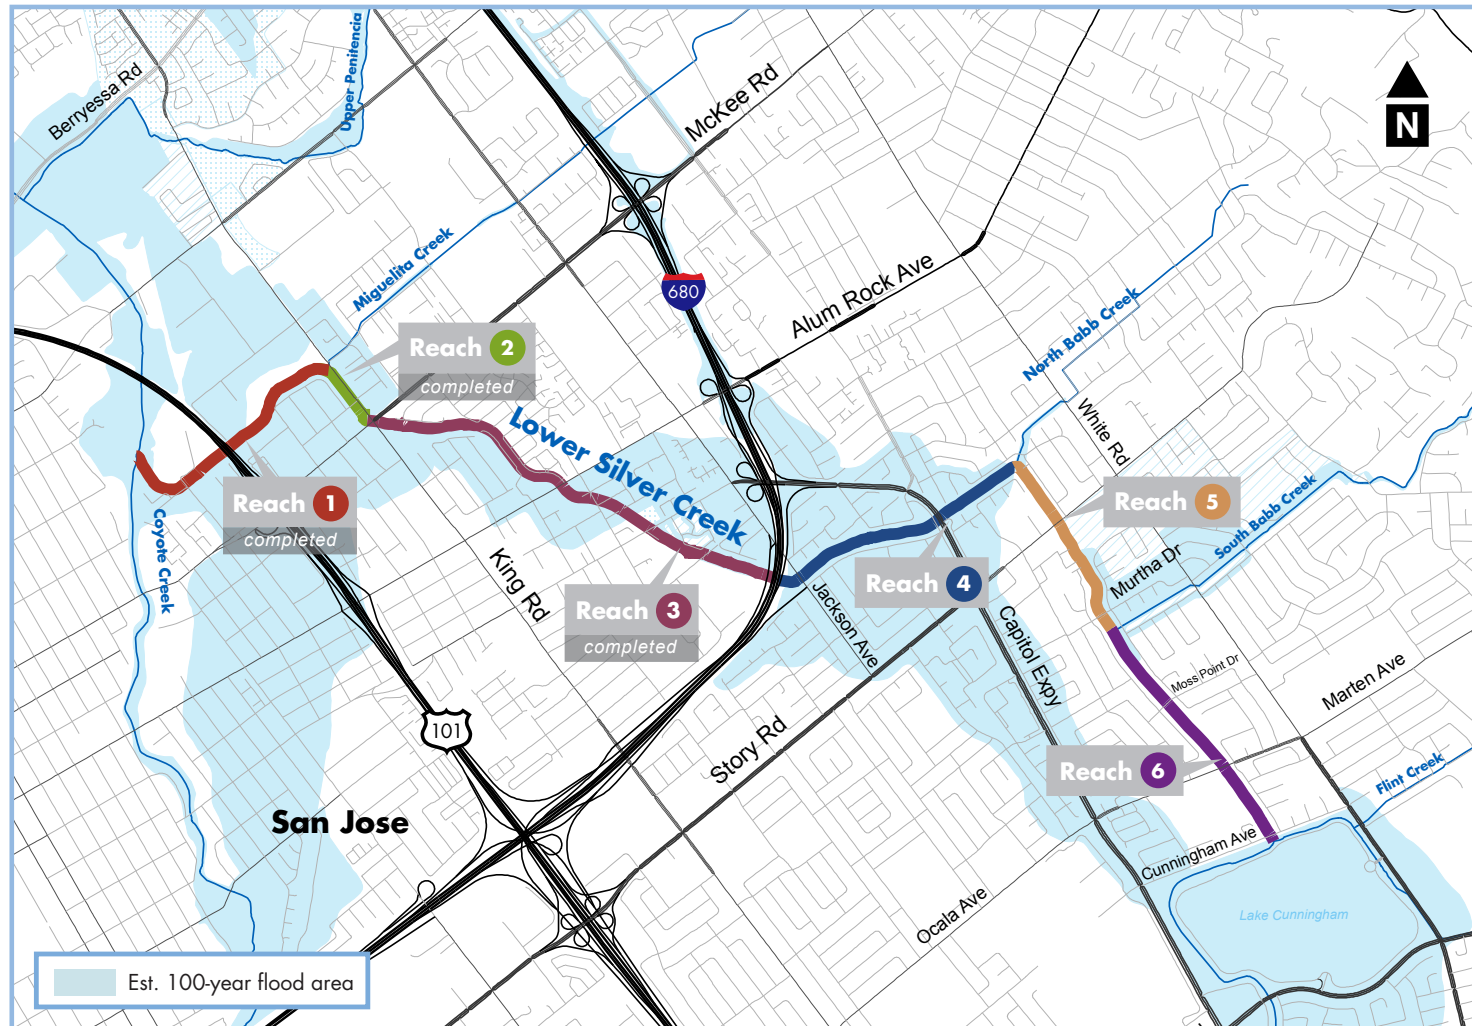 Berryessa Rd
Upper Penitencia
McKee Rd
N
Miguelita Creek
680
Alum Rock Ave
North Babb Creek
Reach 2
completed
Lower Silver Creek
White Rd
Reach 1
completed
Reach 5
South Babb Creek
Coyote Creek
King Rd
Reach 3
completed
Jackson Ave
Reach 4
Murtha Dr
Capitol Expy
Moss Point Dr
Marten Ave
101
Story Rd
Reach 6
Flint Creek
San Jose
Cunningham Ave
Ocala Ave
Lake Cunningham
Est. 100-year flood area